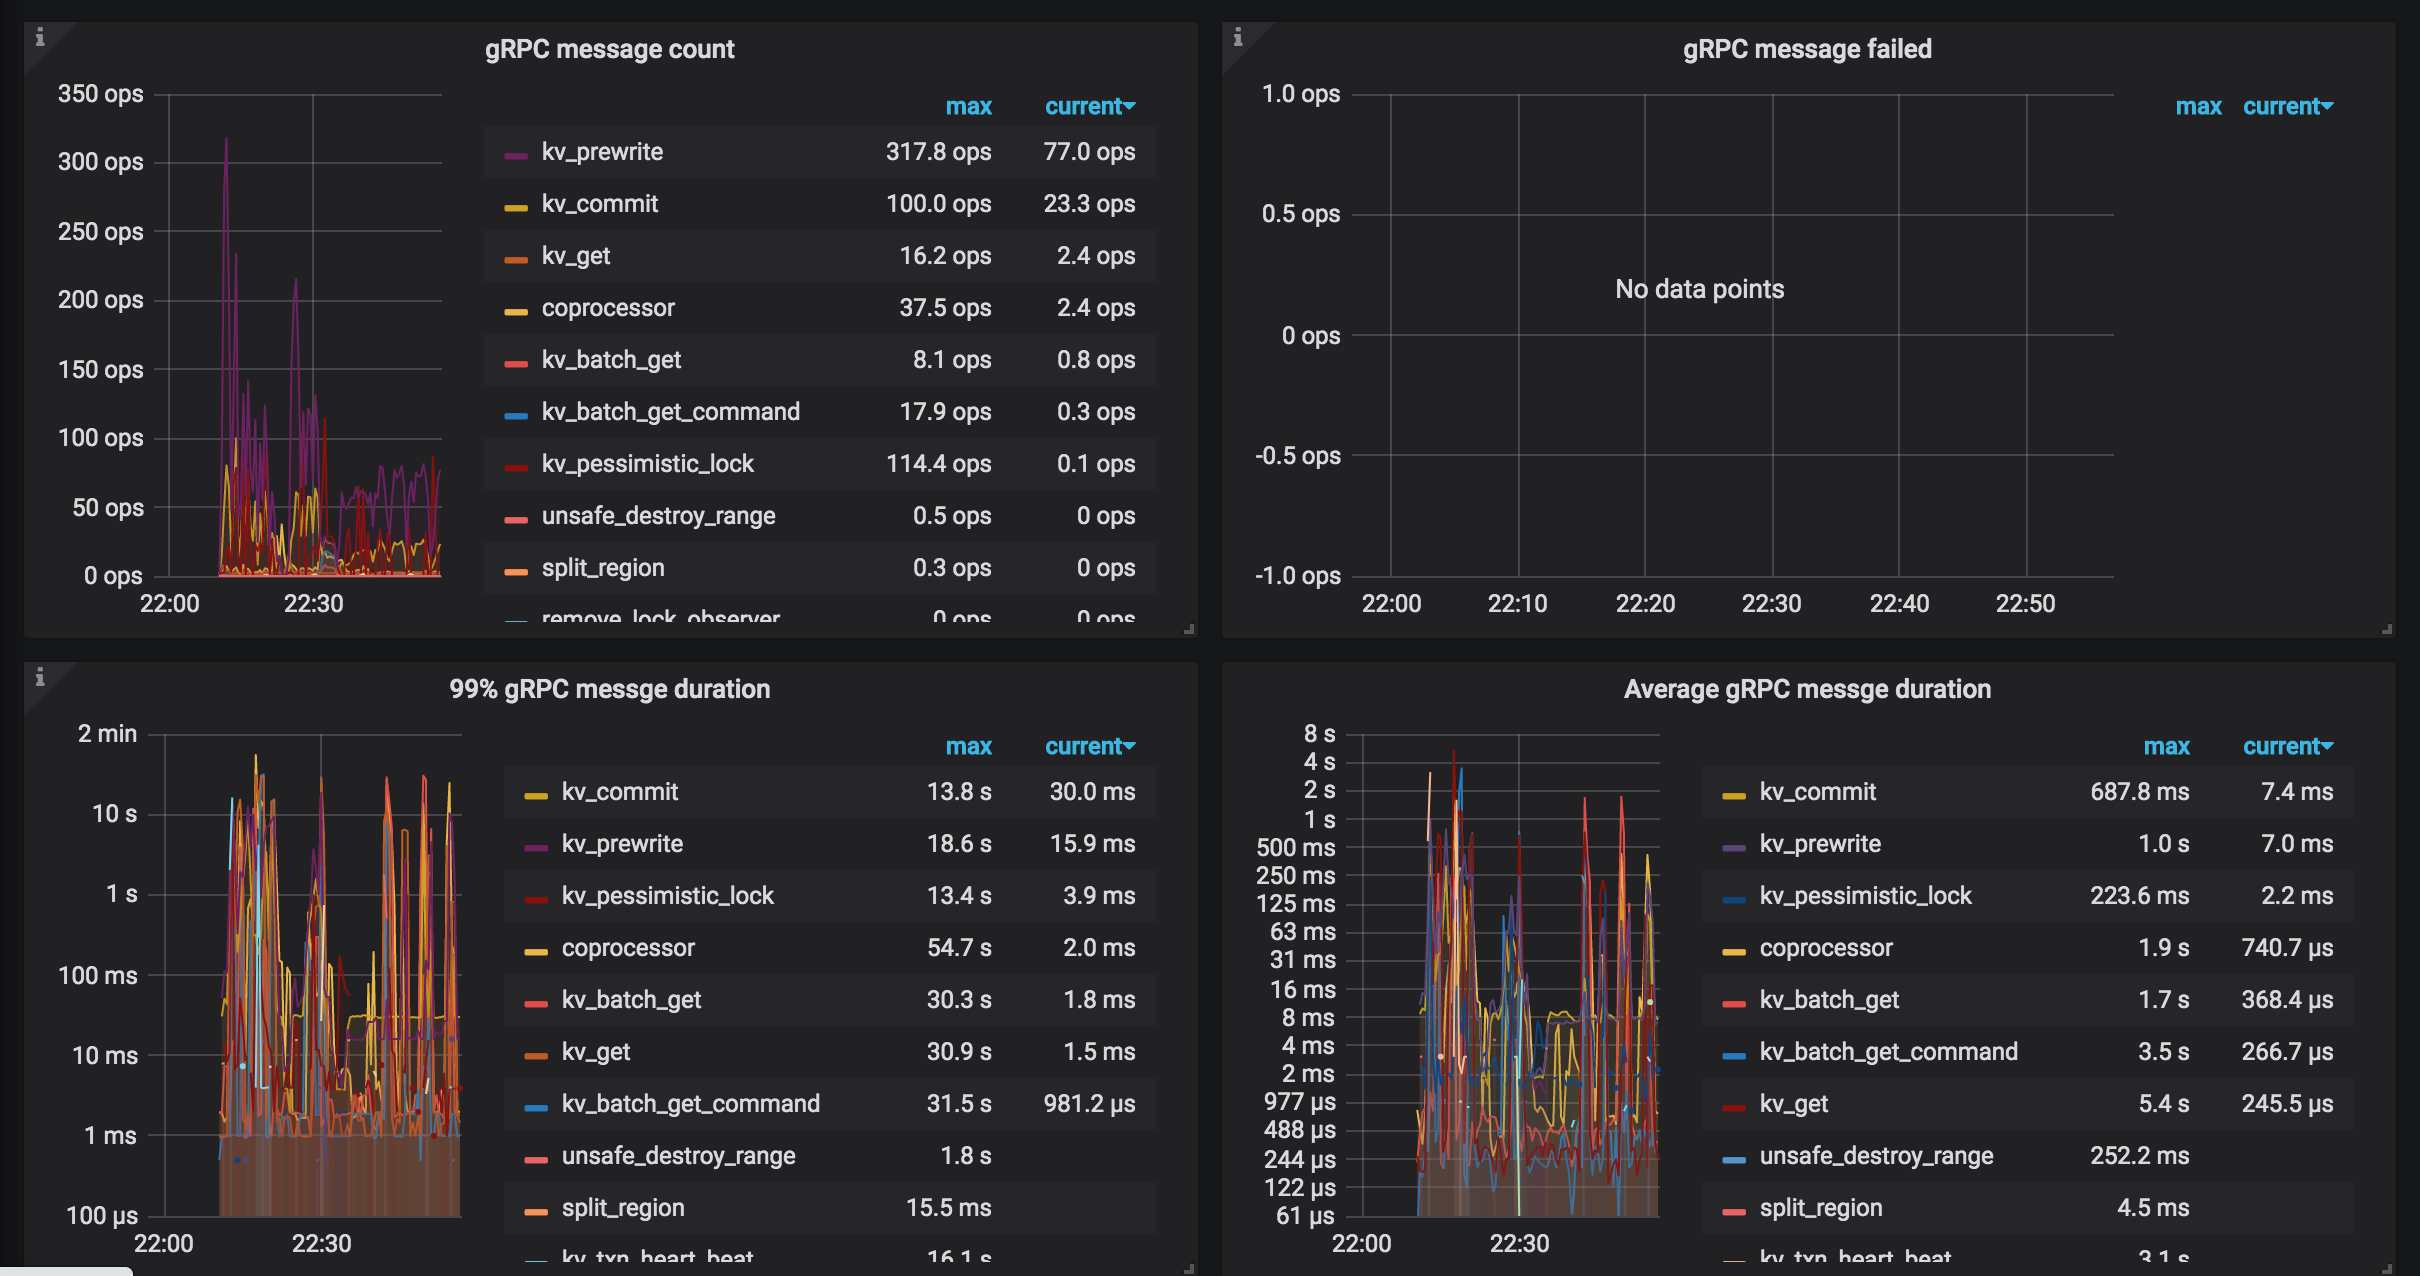 gRPC message count
350 ops
300 ops
250 ops
200 ops
150 ops
100 ops
50 ops
0 ops
22:00 22:30
max current
kv_prewrite 317.8 ops 77.0 ops
kv_commit 100.0 ops 23.3 ops
kv_get 16.2 ops 2.4 ops
coprocessor 37.5 ops 2.4 ops
kv_batch_get 8.1 ops 0.8 ops
kv_batch_get_command 17.9 ops 0.3 ops
kv_pessimistic_lock 114.4 ops 0.1 ops
unsafe_destroy_range 0.5 ops 0 ops
split_region 0.3 ops 0 ops
remove_lock_observer 0 ops 0 ops
gRPC message failed
1.0 ops
0.5 ops
0 ops
-0.5 ops
-1.0 ops
No data points
22:00 22:10 22:20 22:30 22:40 22:50
max current
99% gRPC messge duration
2 min
10 s
1 s
100 ms
10 ms
1 ms
100 µs
22:00 22:30
max current
kv_commit 13.8 s 30.0 ms
kv_prewrite 18.6 s 15.9 ms
kv_pessimistic_lock 13.4 s 3.9 ms
coprocessor 54.7 s 2.0 ms
kv_batch_get 30.3 s 1.8 ms
kv_get 30.9 s 1.5 ms
kv_batch_get_command 31.5 s 981.2 µs
unsafe_destroy_range 1.8 s
split_region 15.5 ms
kv_txn_heart_beat 16.1 s
Average gRPC messge duration
8 s
4 s
2 s
1 s
500 ms
250 ms
125 ms
63 ms
31 ms
16 ms
8 ms
4 ms
2 ms
977 µs
488 µs
244 µs
122 µs
61 µs
22:00 22:30
max current
kv_commit 687.8 ms 7.4 ms
kv_prewrite 1.0 s 7.0 ms
kv_pessimistic_lock 223.6 ms 2.2 ms
coprocessor 1.9 s 740.7 µs
kv_batch_get 1.7 s 368.4 µs
kv_batch_get_command 3.5 s 266.7 µs
kv_get 5.4 s 245.5 µs
unsafe_destroy_range 252.2 ms
split_region 4.5 ms
kv_txn_heart_beat 3.1 s